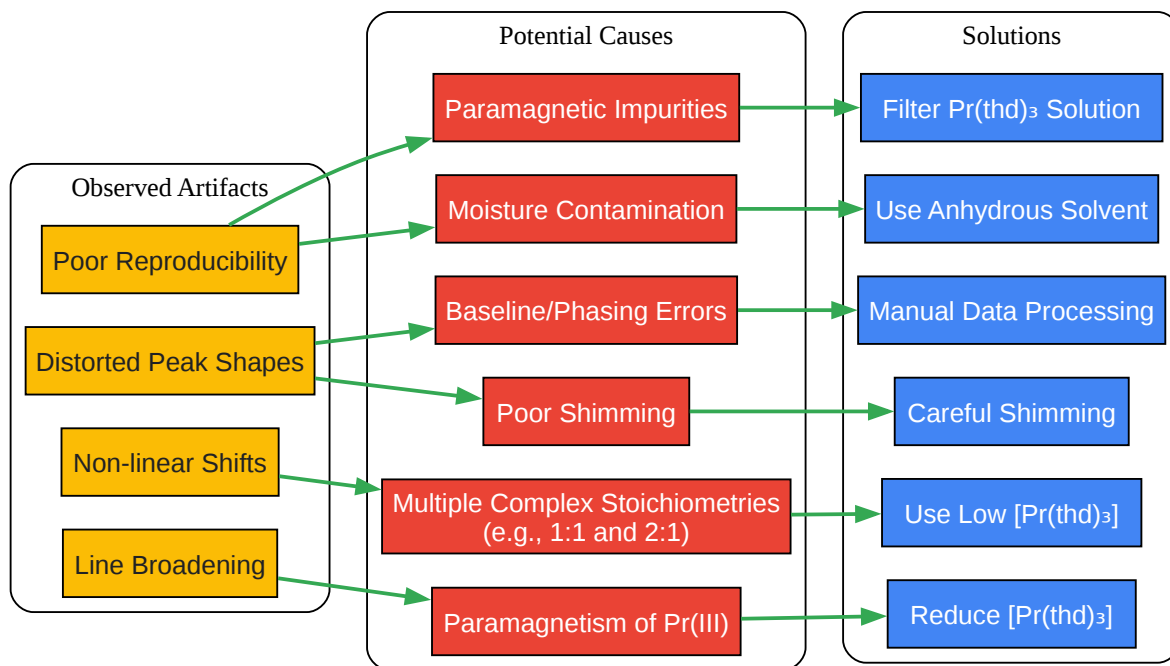 Observed Artifacts
Poor Reproducibility
Distorted Peak Shapes
Non-linear Shifts
Line Broadening
Potential Causes
Paramagnetic Impurities
Moisture Contamination
Baseline/Phasing Errors
Poor Shimming
Multiple Complex Stoichiometries
(e.g., 1:1 and 2:1)
Paramagnetism of Pr(III)
Solutions
Filter Pr(thd)₃ Solution
Use Anhydrous Solvent
Manual Data Processing
Careful Shimming
Use Low [Pr(thd)₃]
Reduce [Pr(thd)₃]